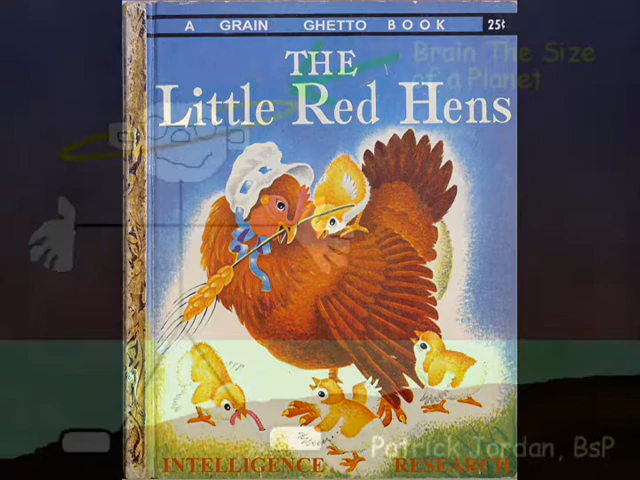 A GRAIN GHETTO BOOK 25¢
THE
Little Red Hens
Brain The Size
of a Planet
INTELLIGENCE RESEARCH
Patrick Jordan, BsP